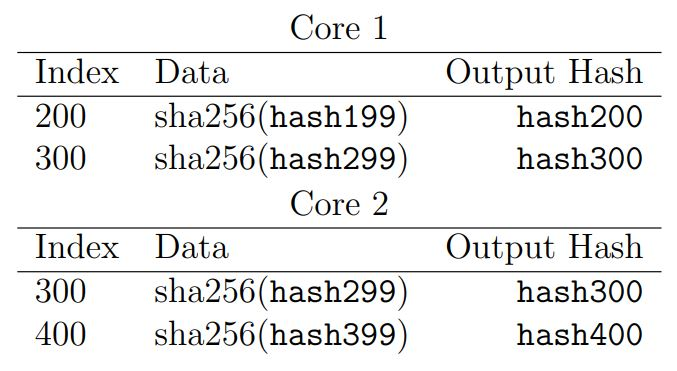 Core 1
Index Data Output Hash
200 sha256(hash199) hash200
300 sha256(hash299) hash300
Core 2
Index Data Output Hash
300 sha256(hash299) hash300
400 sha256(hash399) hash400